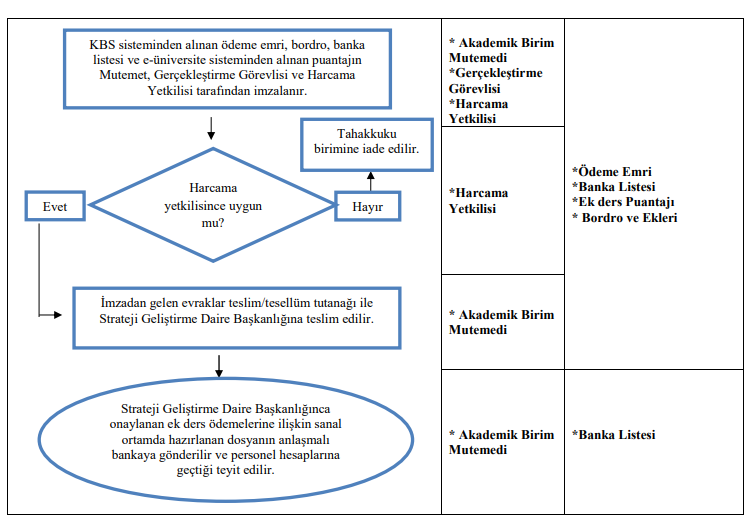 KBS sisteminden alınan ödeme emri, bordro, banka
listesi ve e-üniversite sisteminden alınan puantajın
Mutemet, Gerçekleştirme Görevlisi ve Harcama
Yetkilisi tarafından imzalanır.
* Akademik Birim
Mutemedi
*Gerçekleştirme
Görevlisi
*Harcama
Yetkilisi
Tahakkuku
birimine iade edilir.
Harcama
yetkilisince uygun
mu?
Evet
Hayır
*Harcama
Yetkilisi
*Ödeme Emri
*Banka Listesi
*Ek ders Puantajı
* Bordro ve Ekleri
İmzadan gelen evraklar teslim/tesellüm tutanağı ile
Strateji Geliştirme Daire Başkanlığına teslim edilir.
* Akademik Birim
Mutemedi
Strateji Geliştirme Daire Başkanlığınca
onaylanan ek ders ödemelerine ilişkin sanal
ortamda hazırlanan dosyanın anlaşmalı
bankaya gönderilir ve personel hesaplarına
geçtiği teyit edilir.
* Akademik Birim
Mutemedi
*Banka Listesi